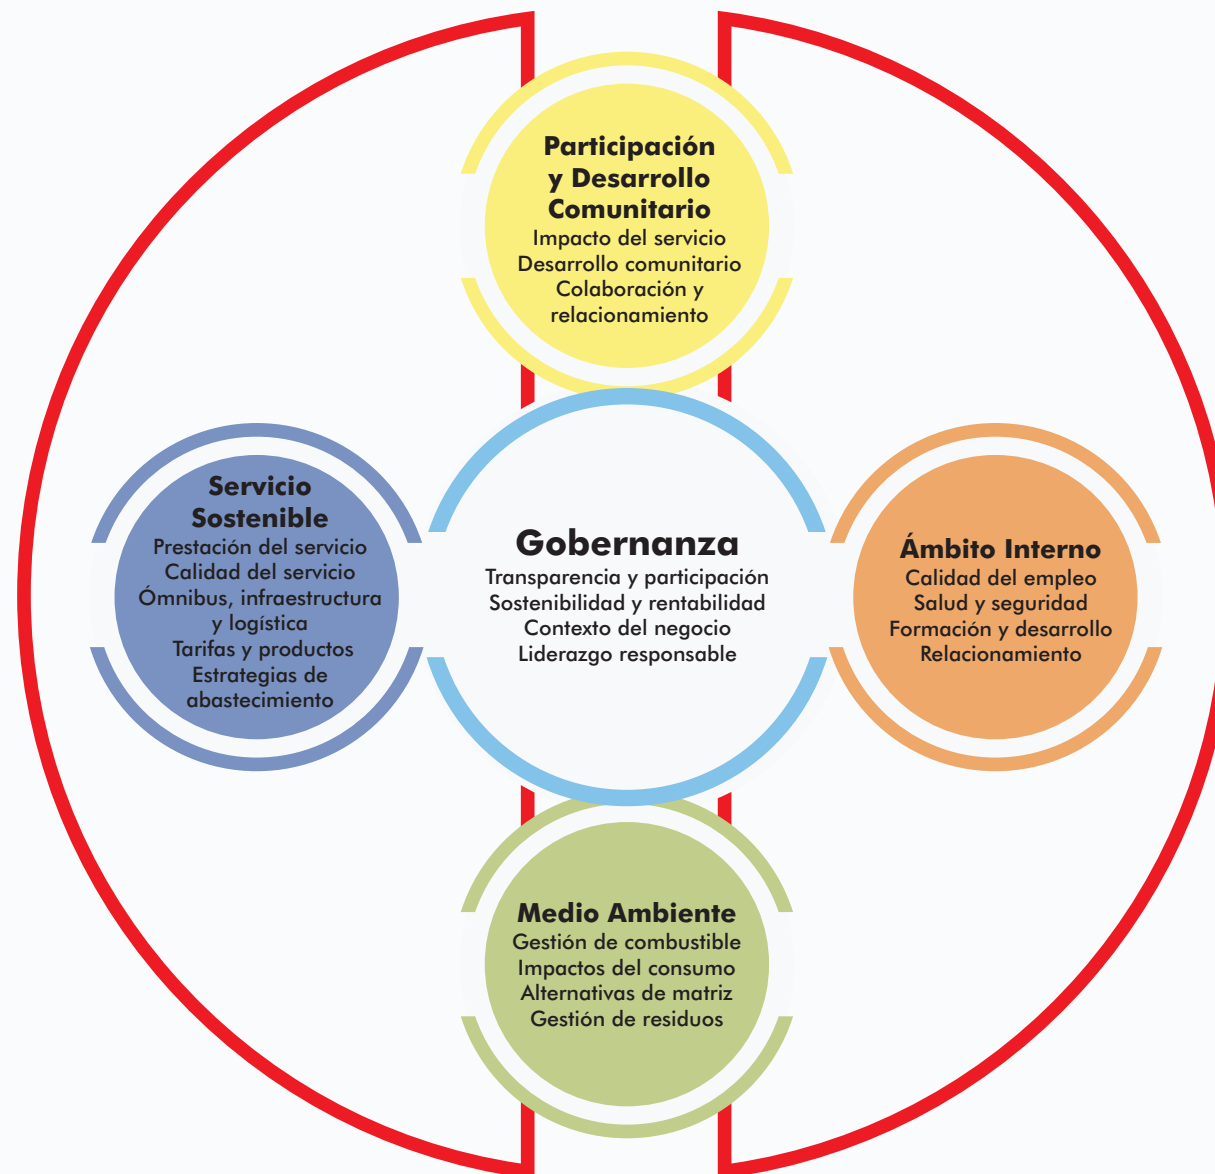 Participación
y Desarrollo
Comunitario
Impacto del servicio
Desarrollo comunitario
Colaboración y
relacionamiento
Servicio
Sostenible
Prestación del servicio
Calidad del servicio
Ómnibus, infraestructura
y logística
Tarifas y productos
Estrategias de
abastecimiento
Gobernanza
Transparencia y participación
Sostenibilidad y rentabilidad
Contexto del negocio
Liderazgo responsable
Ámbito Interno
Calidad del empleo
Salud y seguridad
Formación y desarrollo
Relacionamiento
Medio Ambiente
Gestión de combustible
Impactos del consumo
Alternativas de matriz
Gestión de residuos